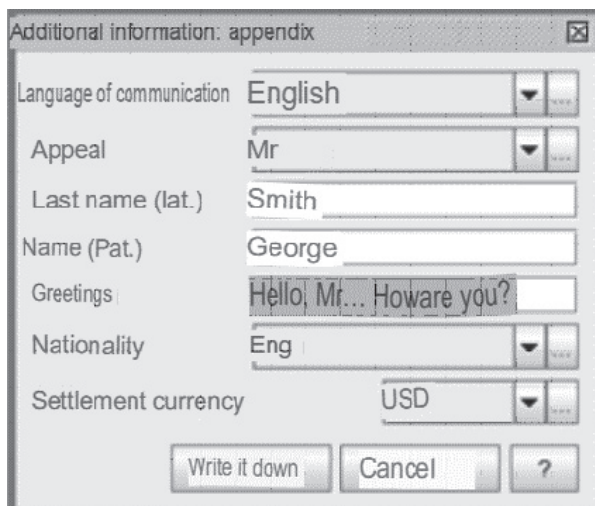 Additional information: appendix
Language of communication English ...
Appeal Mr ...
Last name (lat.) Smith
Name (Pat.) George
Greetings Hello, Mr... Howare you?
Nationality Eng ...
Settlement currency USD ...
Write it down Cancel ?